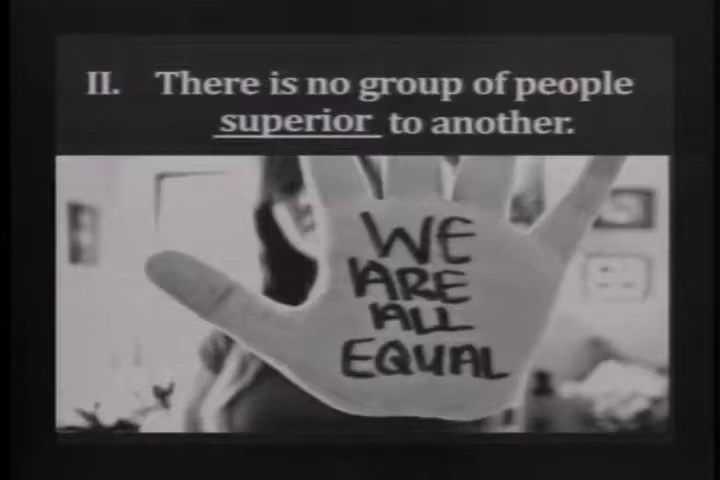 II. There is no group of people
superior to another.
WE
ARE
ALL
EQUAL